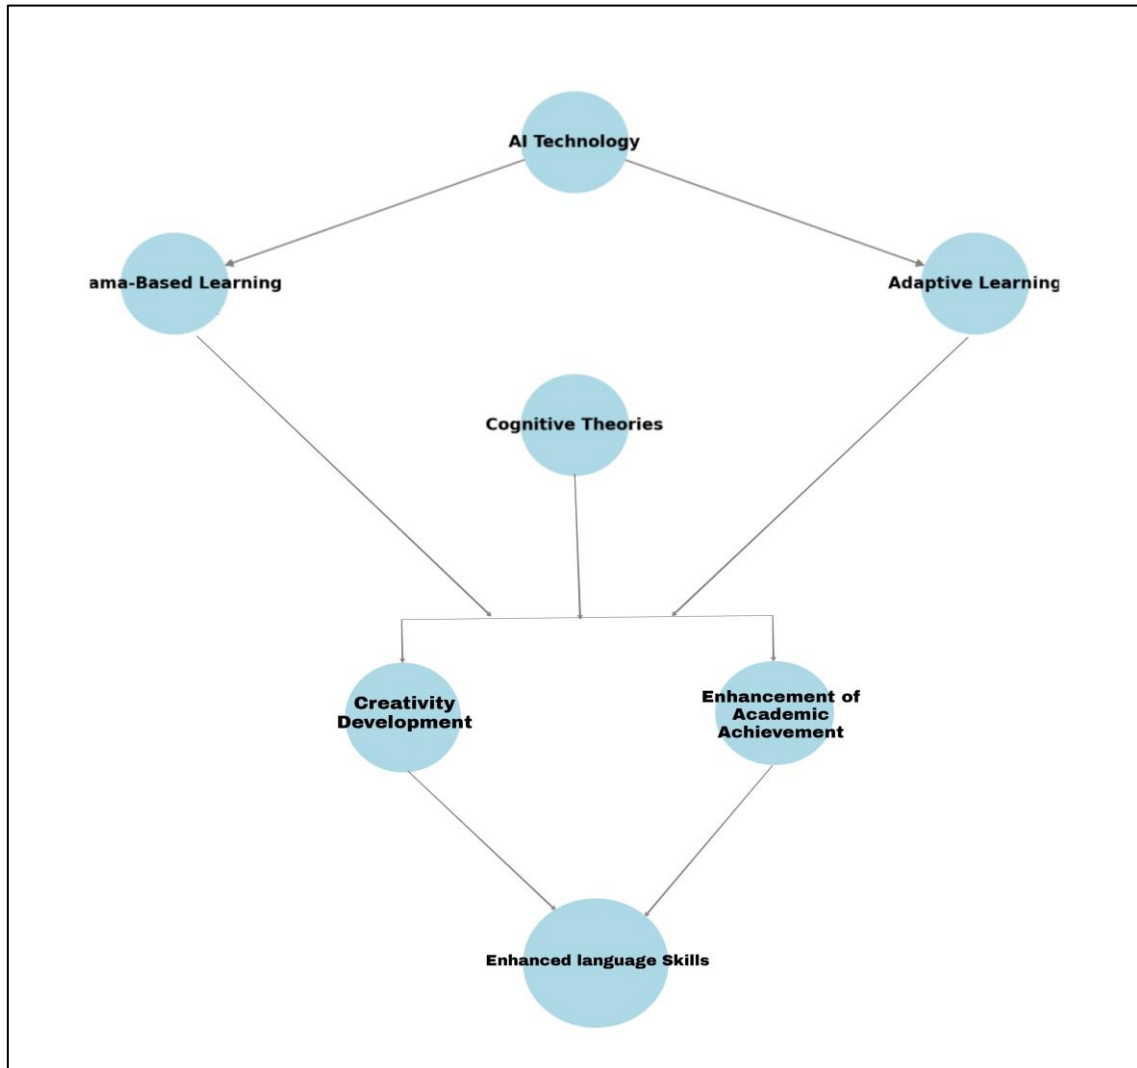 AI Technology
ama-Based Learning
Adaptive Learning
Cognitive Theories
Creativity
Development
Enhancement of
Academic
Achievement
Enhanced language Skills